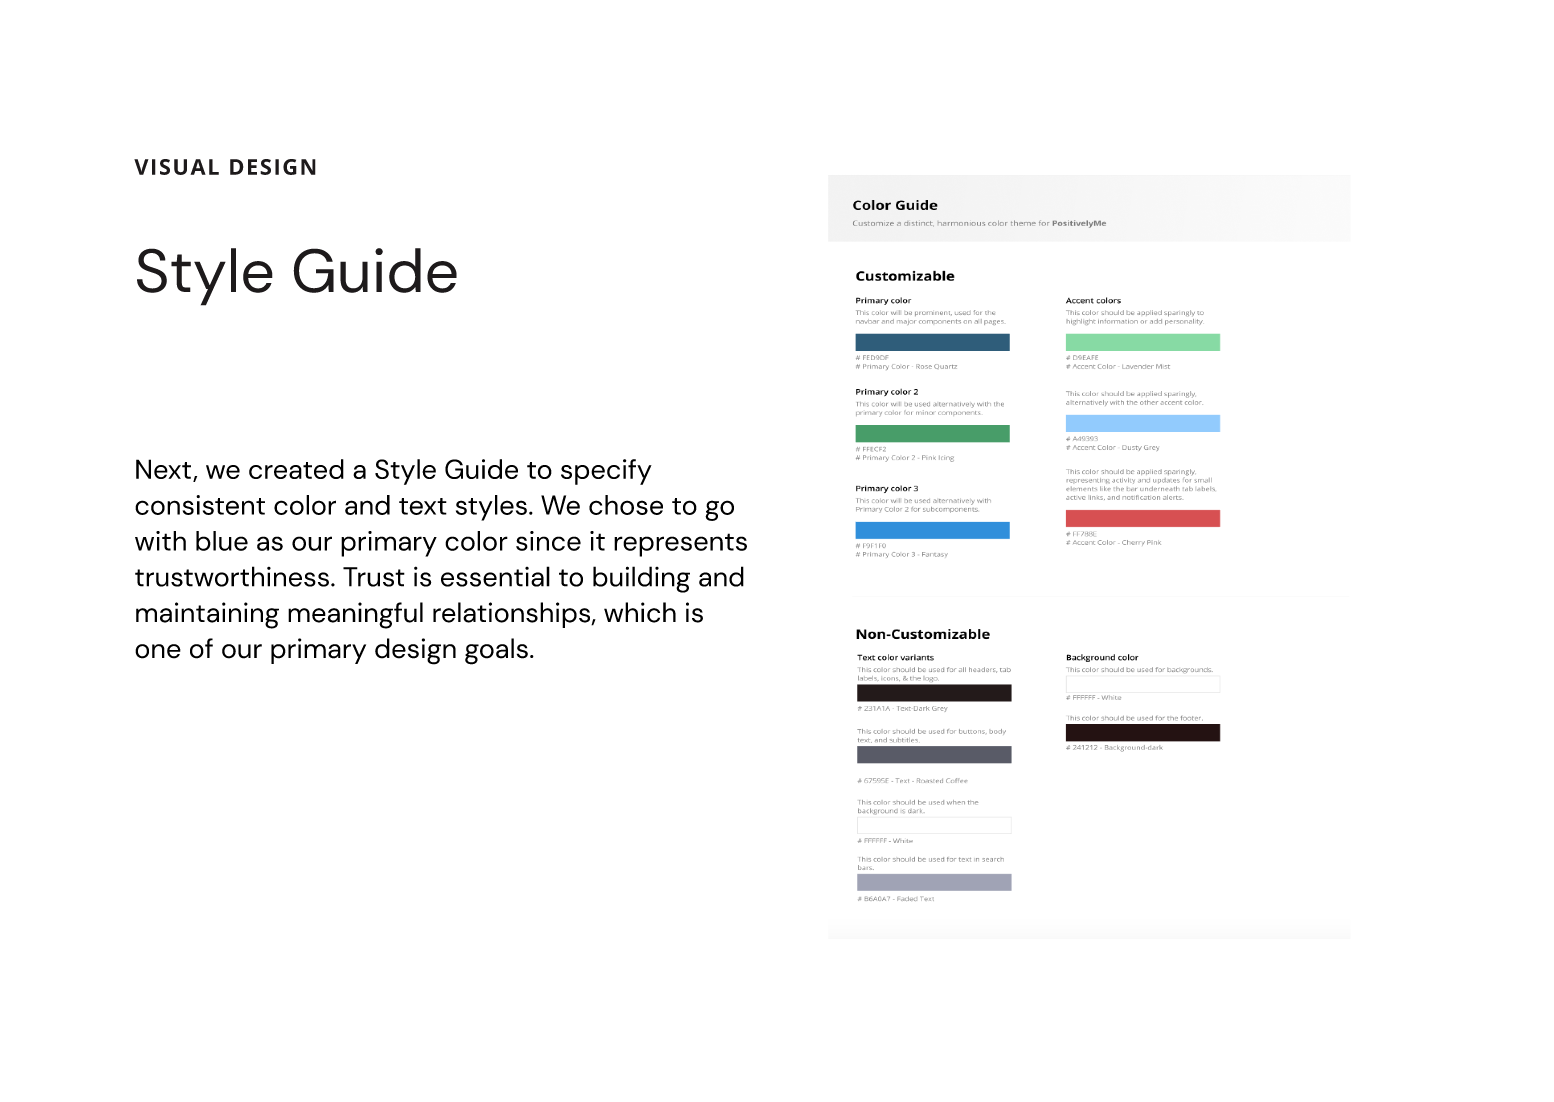 VISUAL DESIGN
Style Guide
Next, we created a Style Guide to specify
consistent color and text styles. We chose to go
with blue as our primary color since it represents
trustworthiness. Trust is essential to building and
maintaining meaningful relationships, which is
one of our primary design goals.
Color Guide
Customize a distinct, harmonious color theme for PositivelyMe
Customizable
Primary color
This color will be prominent, used for the
navbar and major components on all pages.
# FED9DF
# Primary Color - Rose Quartz
Primary color 2
This color will be used alternatively with the
primary color for minor components.
# FFECF2
# Primary Color 2 - Pink Icing
Primary color 3
This color will be used alternatively with
Primary Color 2 for subcomponents.
# F9F1F0
# Primary Color 3 - Fantasy
Accent colors
This color should be applied sparingly to
highlight information or add personality.
# D9EAFE
# Accent Color - Lavender Mist
This color should be applied sparingly,
alternatively with the other accent color.
# A49393
# Accent Color - Dusty Grey
This color should be applied sparingly,
representing activity and updates for small
elements like the bar underneath tab labels,
active links, and notification alerts.
# FF788E
# Accent Color - Cherry Pink
Non-Customizable
Text color variants
This color should be used for all headers, tab
labels, icons, & the logo.
# 231A1A - Text-Dark Grey
This color should be used for buttons, body
text, and subtitles.
# 67595E - Text - Roasted Coffee
This color should be used when the
background is dark.
# FFFFFF - White
This color should be used for text in search
bars.
# B6A0A7 - Faded Text
Background color
This color should be used for backgrounds.
# FFFFFF - White
This color should be used for the footer.
# 241212 - Background-dark